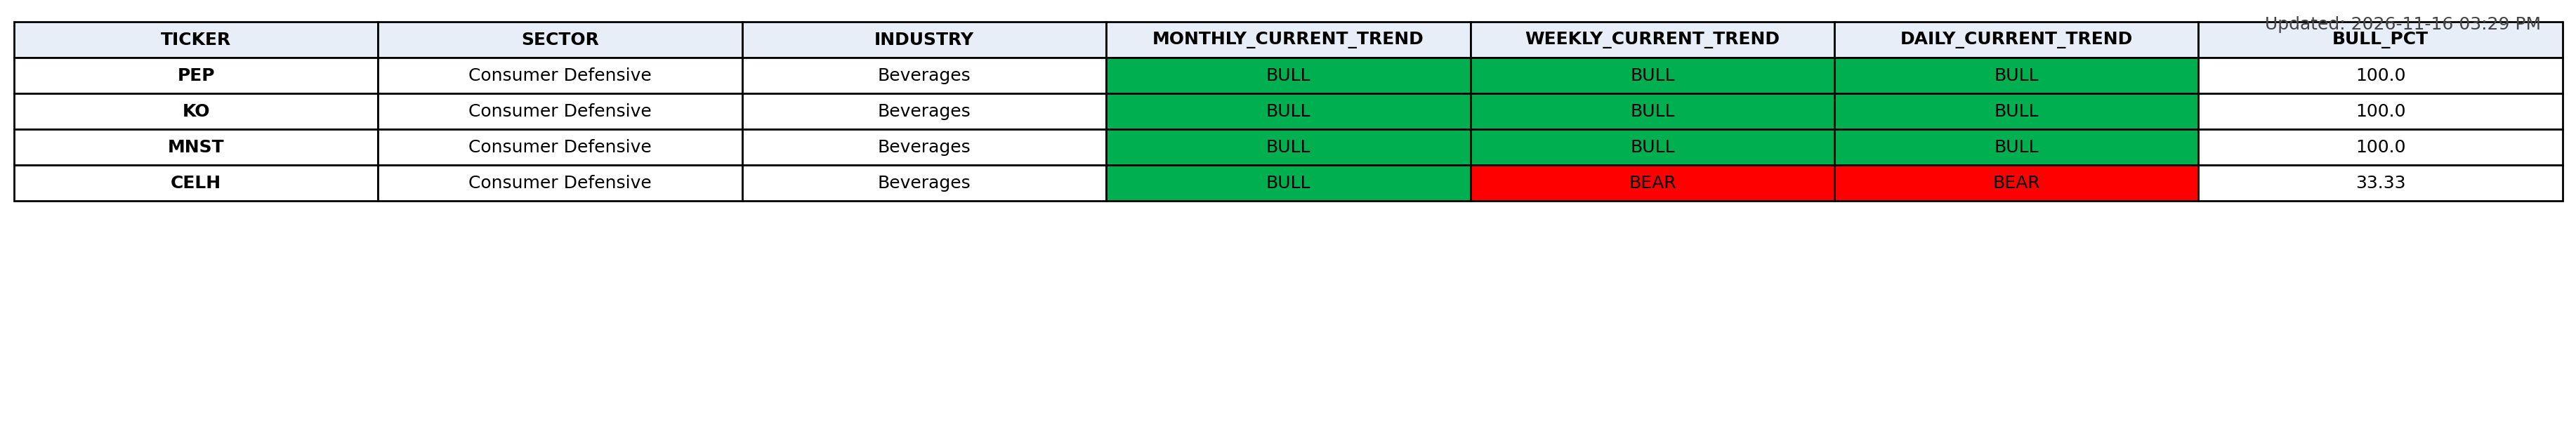 Updated: 2026-11-16 03:29 PM
TICKER SECTOR INDUSTRY MONTHLY_CURRENT_TREND WEEKLY_CURRENT_TREND DAILY_CURRENT_TREND BULL_PCT
PEP Consumer Defensive Beverages BULL BULL BULL 100.0
KO Consumer Defensive Beverages BULL BULL BULL 100.0
MNST Consumer Defensive Beverages BULL BULL BULL 100.0
CELH Consumer Defensive Beverages BULL BEAR BEAR 33.33